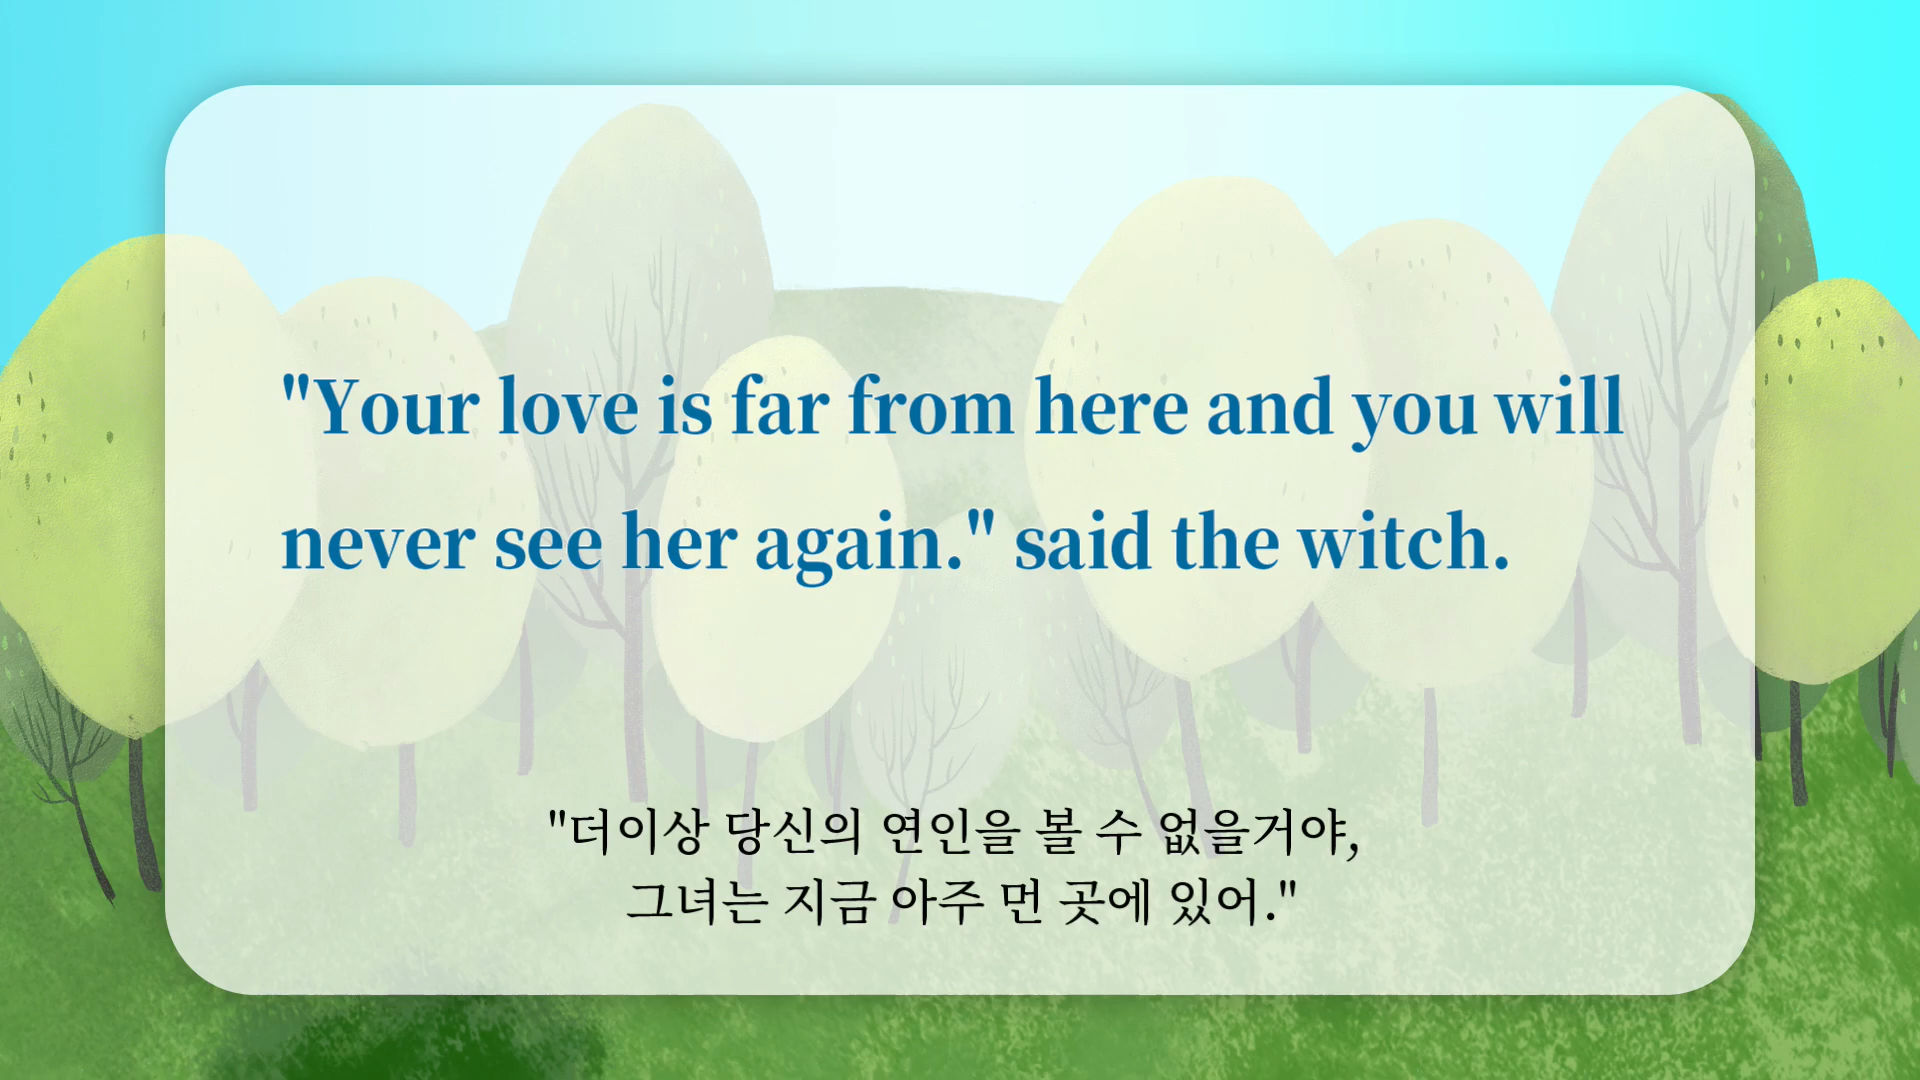 "Your love is far from here and you will
never see her again." said the witch.
"더이상 당신의 연인을 볼 수 없을거야,
그녀는 지금 아주 먼 곳에 있어."